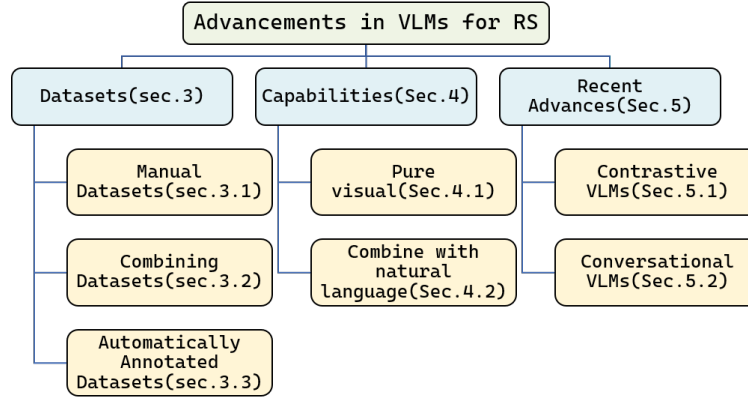 Advancements in VLMs for RS
Datasets(sec.3)
Capabilities(Sec.4)
Recent
Advances(Sec.5)
Manual
Datasets(sec.3.1)
Pure
visual(Sec.4.1)
Contrastive
VLMs(Sec.5.1)
Combining
Datasets(sec.3.2)
Combine with
natural
language(Sec.4.2)
Conversational
VLMs(Sec.5.2)
Automatically
Annotated
Datasets(sec.3.3)